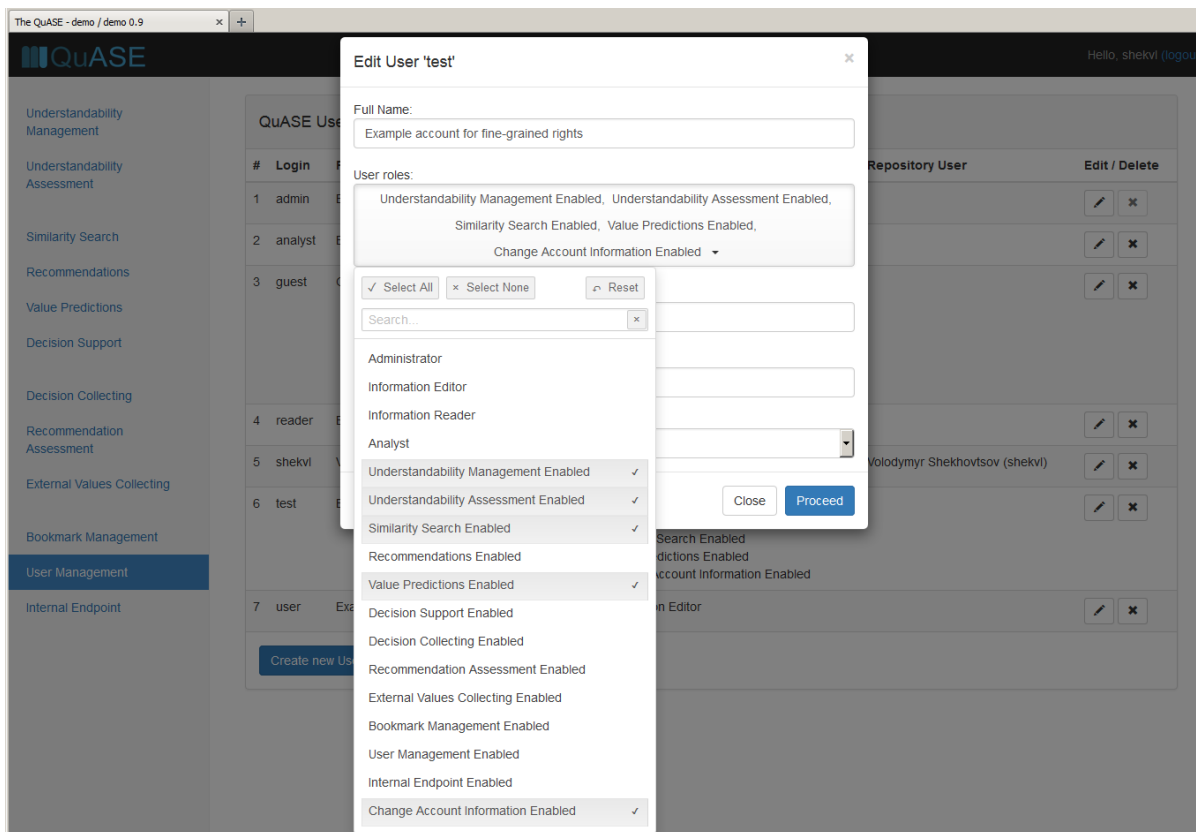 The QuASE - demo / demo 0.9
QuASE
Hello, shekvl (logou
Understandability
Management
Understandability
Assessment
Similarity Search
Recommendations
Value Predictions
Decision Support
Decision Collecting
Recommendation
Assessment
External Values Collecting
Bookmark Management
User Management
Internal Endpoint
QuASE Use
# Login Repository User Edit / Delete
1 admin
2 analyst
3 guest
4 reader
5 shekvl Volodymyr Shekhovtsov (shekvl)
6 test
Search Enabled
dictions Enabled
Account Information Enabled
7 user Exa n Editor
Create new Us
Edit User 'test'
Full Name:
Example account for fine-grained rights
User roles:
Understandability Management Enabled, Understandability Assessment Enabled,
Similarity Search Enabled, Value Predictions Enabled,
Change Account Information Enabled
Select All Select None Reset
Search...
Administrator
Information Editor
Information Reader
Analyst
Understandability Management Enabled
Understandability Assessment Enabled
Similarity Search Enabled
Recommendations Enabled
Value Predictions Enabled
Decision Support Enabled
Decision Collecting Enabled
Recommendation Assessment Enabled
External Values Collecting Enabled
Bookmark Management Enabled
User Management Enabled
Internal Endpoint Enabled
Change Account Information Enabled
Close Proceed